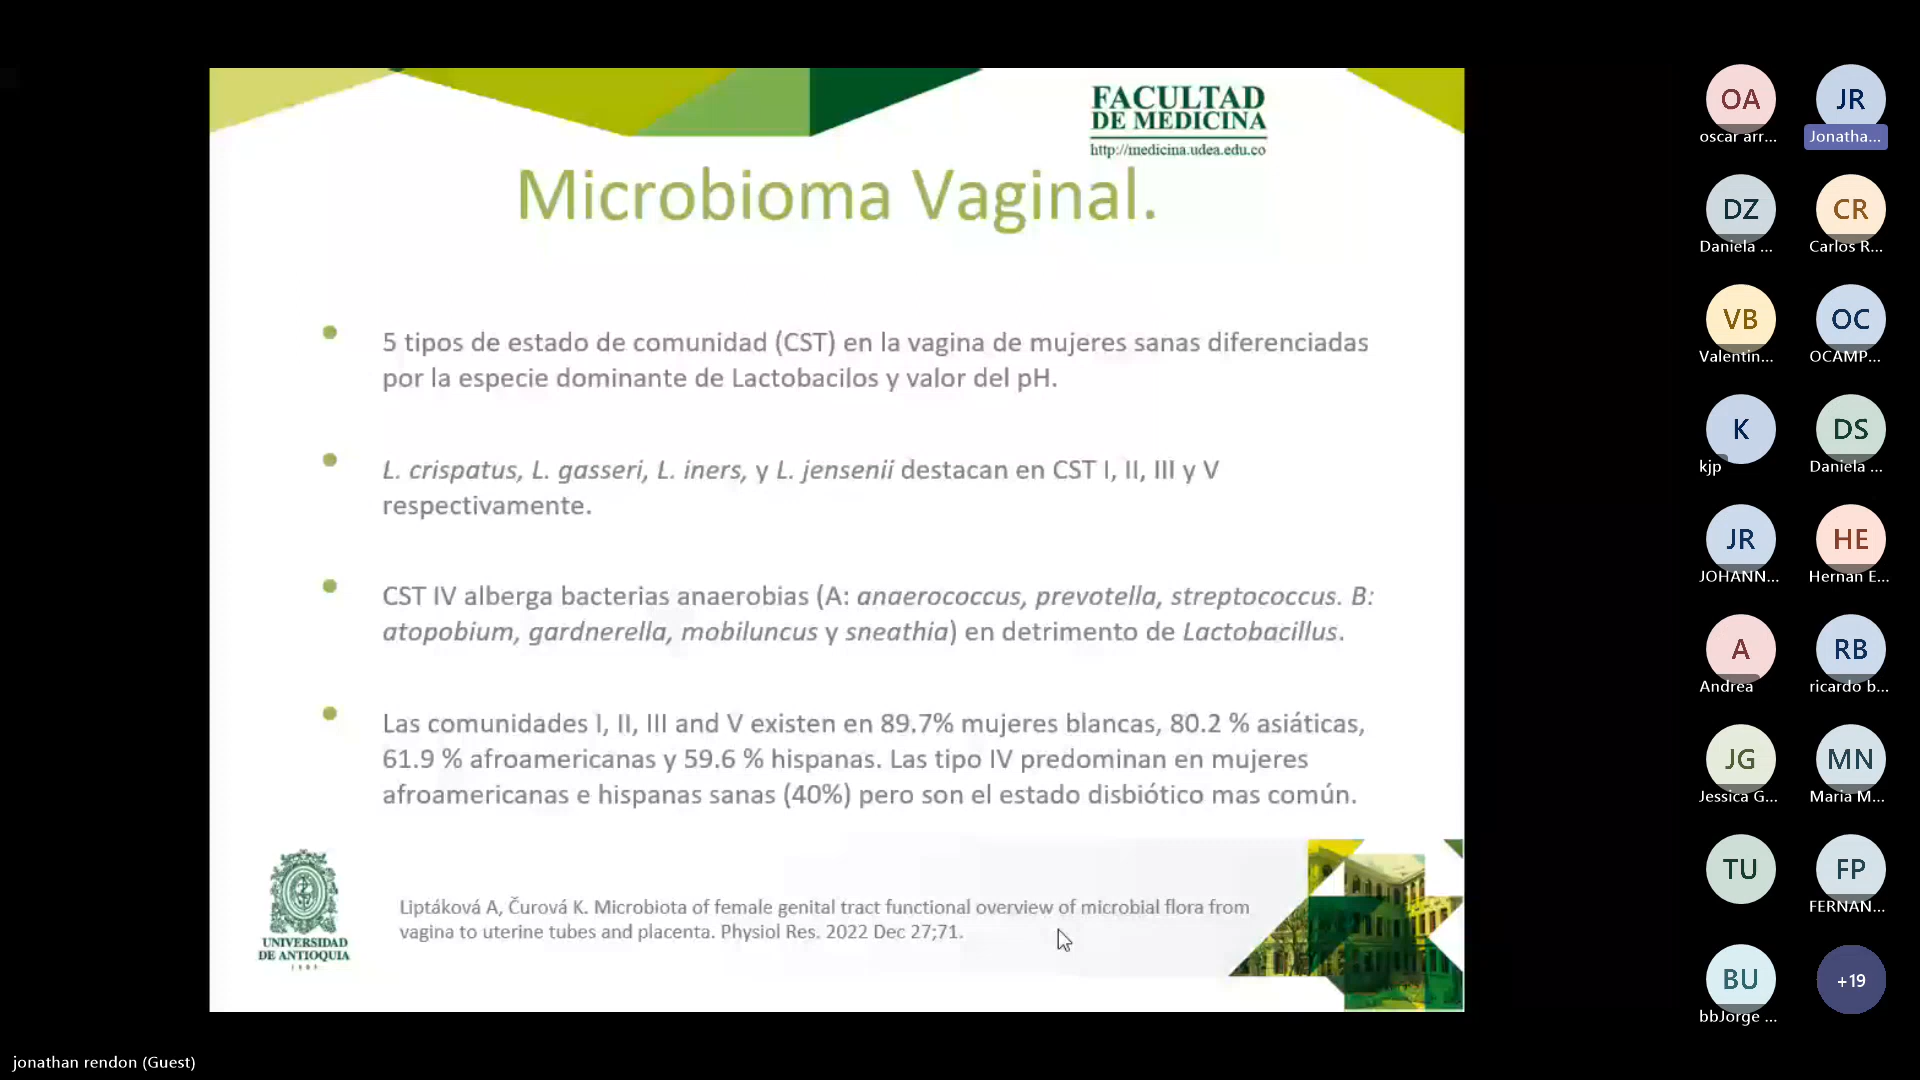 FACULTAD
DE MEDICINA
http://medicina.udea.edu.co
Microbioma Vaginal.
5 tipos de estado de comunidad (CST) en la vagina de mujeres sanas diferenciadas
por la especie dominante de Lactobacilos y valor del pH.
L. crispatus, L. gasseri, L. iners, y L. jensenii destacan en CST I, II, III y V
respectivamente.
CST IV alberga bacterias anaerobias (A: anaerococcus, prevotella, streptococcus. B:
atopobium, gardnerella, mobiluncus y sneathia) en detrimento de Lactobacillus.
Las comunidades I, II, III and V existen en 89.7% mujeres blancas, 80.2 % asiáticas,
61.9 % afroamericanas y 59.6 % hispanas. Las tipo IV predominan en mujeres
afroamericanas e hispanas sanas (40%) pero son el estado disbiótico mas común.
Liptáková A, Čurová K. Microbiota of female genital tract functional overview of microbial flora from
vagina to uterine tubes and placenta. Physiol Res. 2022 Dec 27;71.
UNIVERSIDAD
DE ANTIOQUIA
OA
oscar arr...
JR
Jonatha...
DZ
Daniela ...
CR
Carlos R...
VB
Valentin...
OC
OCAMP...
K
kjp
DS
Daniela ...
JR
JOHANN...
HE
Hernan E...
A
Andrea
RB
ricardo b...
JG
Jessica G...
MN
Maria M...
TU
FP
FERNAN...
BU
bbJorge ...
+19
jonathan rendon (Guest)